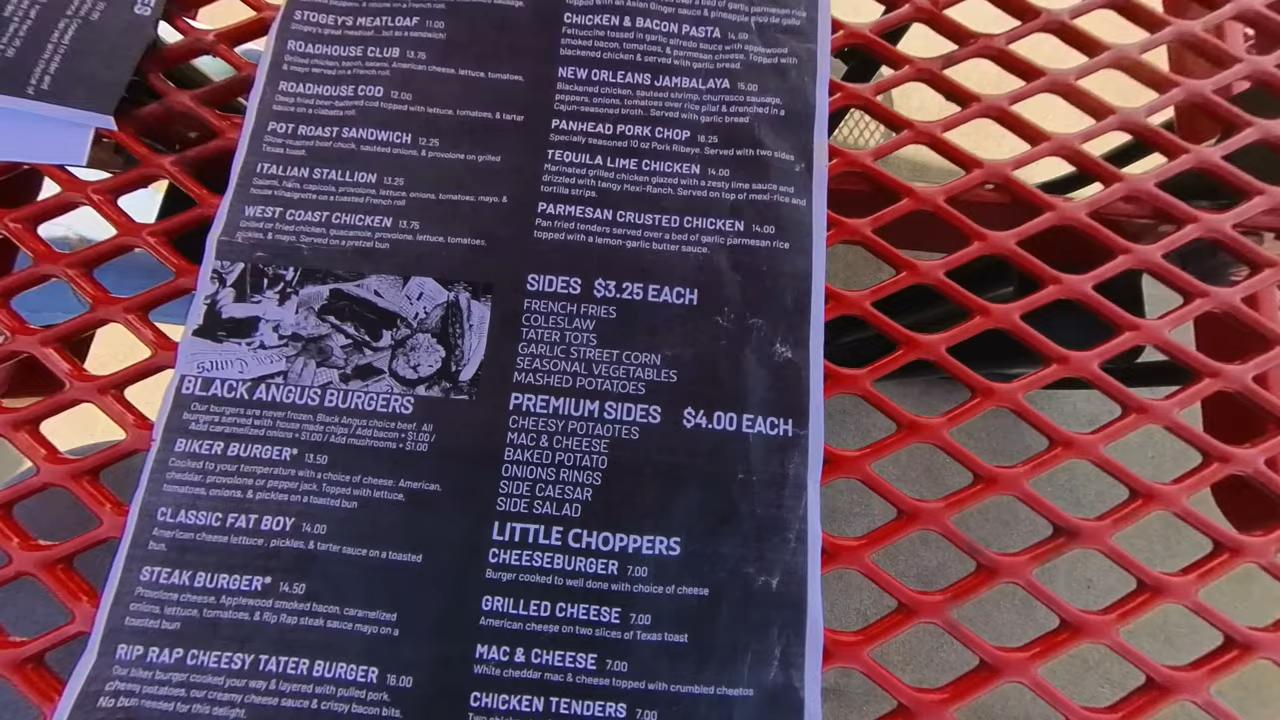 STOGEY'S MEATLOAF 11.00
Stogey's great meatloaf....but as a sandwich!
ROADHOUSE CLUB 13.75
Grilled chicken, bacon, salami, American cheese, lettuce, tomatoes,
& mayo served on a French roll.
ROADHOUSE COD 12.00
Deep fried beer-battered cod topped with lettuce, tomatoes, & tartar
sauce on a ciabatta roll.
POT ROAST SANDWICH 12.25
Slow-roasted beef chuck, sautéed onions, & provolone on grilled
Texas toast.
ITALIAN STALLION 13.25
Salami, ham, capicola, provolone, lettuce, onions, tomatoes, mayo, &
house vinaigrette on a toasted French roll
WEST COAST CHICKEN 13.75
Grilled or fried chicken, guacamole, provolone, lettuce, tomatoes,
pickles, & mayo. Served on a pretzel bun
BLACK ANGUS BURGERS
Our burgers are never frozen, Black Angus choice beef. All
burgers served with house made chips / Add bacon + $1.00 /
Add caramelized onions + $1.00 / Add mushrooms + $1.00
BIKER BURGER* 13.50
Cooked to your temperature with a choice of cheese: American,
cheddar, provolone or pepper jack. Topped with lettuce,
tomatoes, onions, & pickles on a toasted bun
CLASSIC FAT BOY 14.00
American cheese lettuce, pickles, & tarter sauce on a toasted
bun.
STEAK BURGER* 14.50
Provolone cheese, Applewood smoked bacon, caramelized
onions, lettuce, tomatoes, & Rip Rap steak sauce mayo on a
toasted bun
RIP RAP CHEESY TATER BURGER 16.00
Our biker burger cooked your way & layered with pulled pork,
cheesy potatoes, our creamy cheese sauce & crispy bacon bits.
No bun needed for this delight.
topped with an Asian Ginger sauce & pineapple pico de gallo
CHICKEN & BACON PASTA 14.50
Fettuccine tossed in garlic alfredo sauce with applewood
smoked bacon, tomatoes, & parmesan cheese. Topped with
blackened chicken & served with garlic bread.
NEW ORLEANS JAMBALAYA 15.00
Blackened chicken, sauteed shrimp, churrasco sausage,
peppers, onions, tomatoes over rice pilaf & drenched in a
Cajun-seasoned broth.. Served with garlic bread
PANHEAD PORK CHOP 18.25
Specially seasoned 10 oz Pork Ribeye. Served with two sides
TEQUILA LIME CHICKEN 14.00
Marinated grilled chicken glazed with a zesty lime sauce and
drizzled with tangy Mexi-Ranch. Served on top of mexi-rice and
tortilla strips.
PARMESAN CRUSTED CHICKEN 14.00
Pan fried tenders served over a bed of garlic parmesan rice
topped with a lemon-garlic butter sauce.
SIDES $3.25 EACH
FRENCH FRIES
COLESLAW
TATER TOTS
GARLIC STREET CORN
SEASONAL VEGETABLES
MASHED POTATOES
PREMIUM SIDES $4.00 EACH
CHEESY POTAOTES
MAC & CHEESE
BAKED POTATO
ONIONS RINGS
SIDE CAESAR
SIDE SALAD
LITTLE CHOPPERS
CHEESEBURGER 7.00
Burger cooked to well done with choice of cheese
GRILLED CHEESE 7.00
American cheese on two slices of Texas toast
MAC & CHEESE 7.00
White cheddar mac & cheese topped with crumbled cheetos
CHICKEN TENDERS 7.00